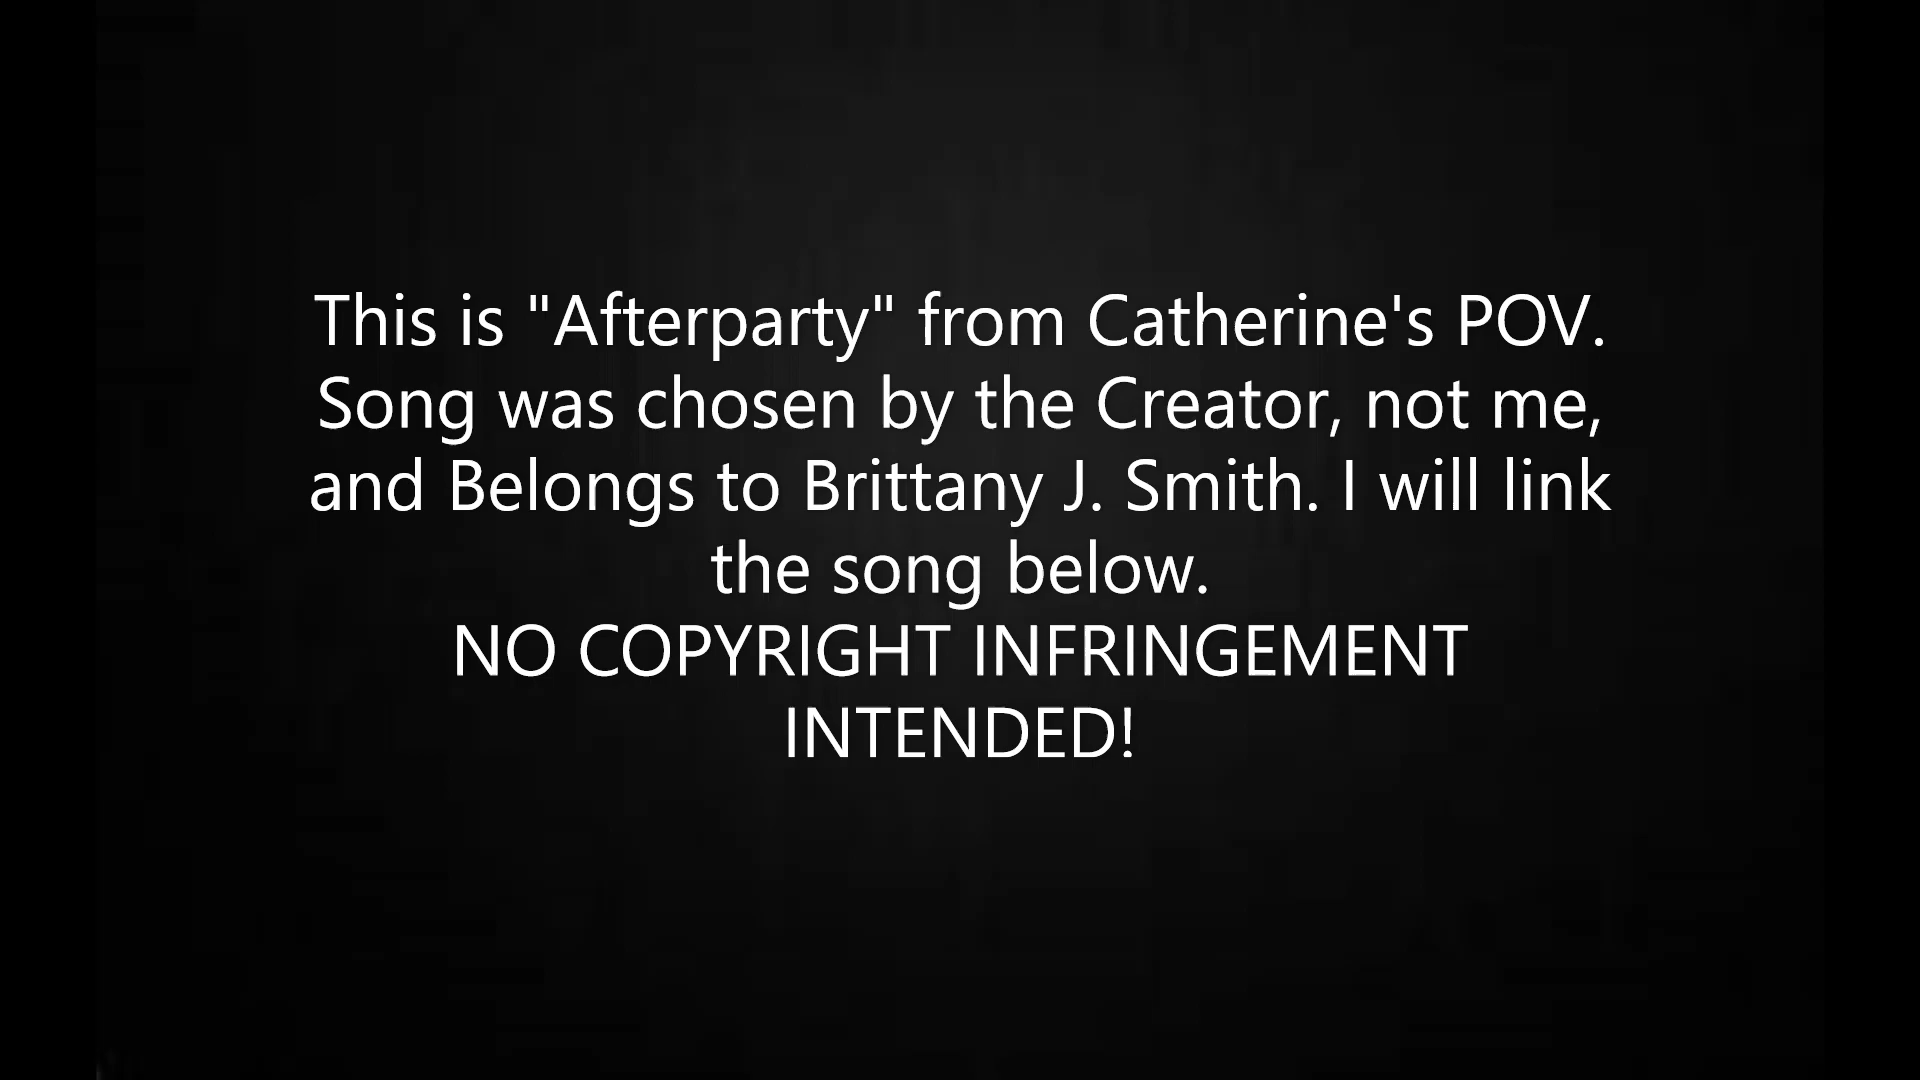 This is "Afterparty" from Catherine's POV.
Song was chosen by the Creator, not me,
and Belongs to Brittany J. Smith. I will link
the song below.
NO COPYRIGHT INFRINGEMENT
INTENDED!